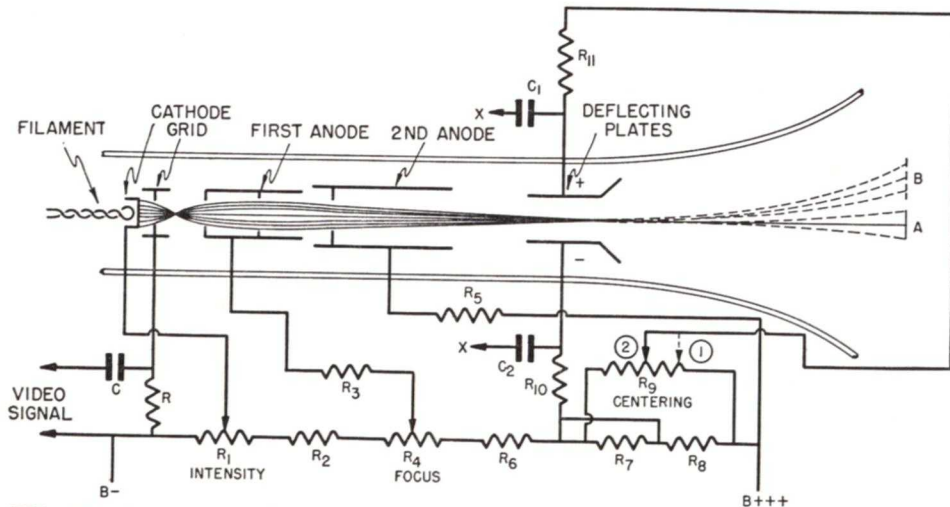 R11
C1
X
DEFLECTING
PLATES
CATHODE
GRID
FILAMENT
FIRST ANODE
2ND ANODE
+
B
A
−
R5
X
C2
R10
2
1
R9
CENTERING
C
R
R3
VIDEO
SIGNAL
R1
INTENSITY
R2
R4
FOCUS
R6
R7
R8
B-
B+++